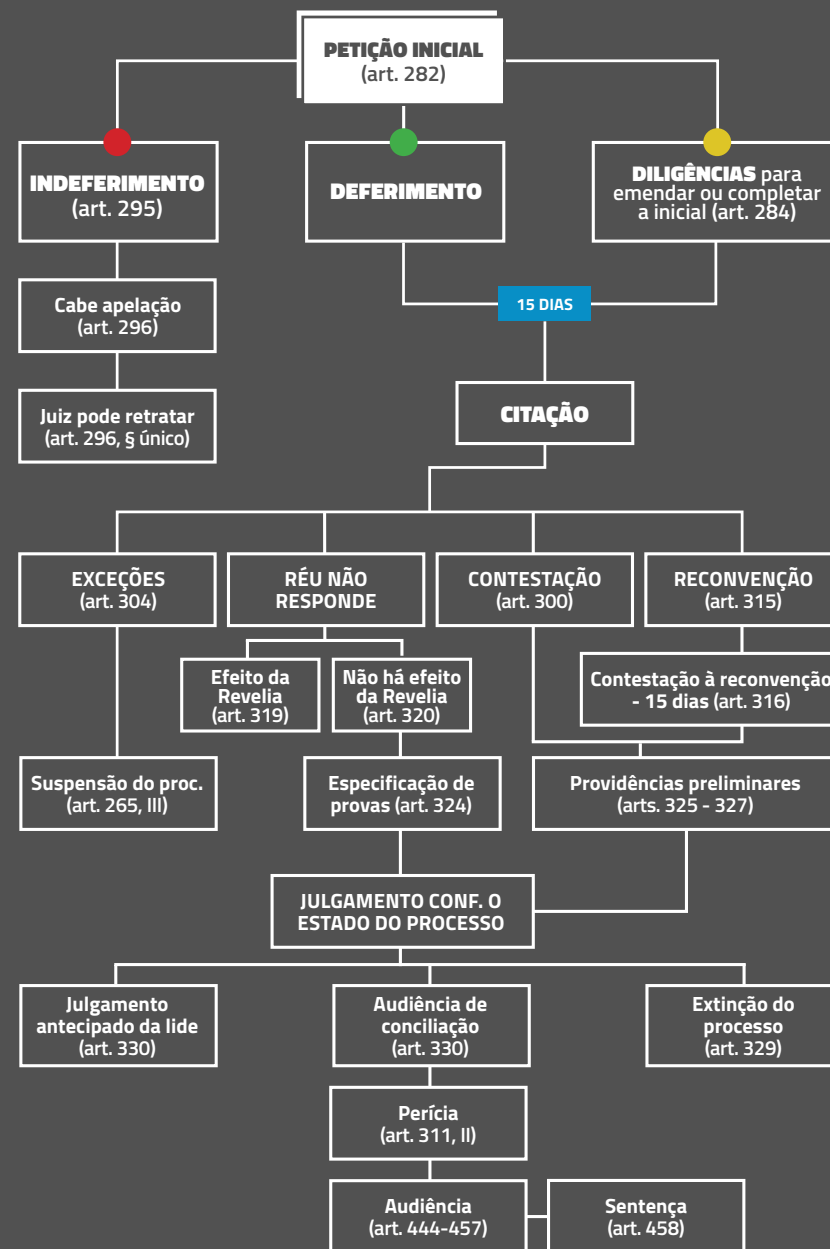 PETIÇÃO INICIAL
(art. 282)
INDEFERIMENTO
(art. 295)
DEFERIMENTO
DILIGÊNCIAS para
emendar ou completar
a inicial (art. 284)
Cabe apelação
(art. 296)
15 DIAS
Juiz pode retratar
(art. 296, § único)
CITAÇÃO
EXCEÇÕES
(art. 304)
RÉU NÃO
RESPONDE
CONTESTAÇÃO
(art. 300)
RECONVENÇÃO
(art. 315)
Efeito da
Revelia
(art. 319)
Não há efeito
da Revelia
(art. 320)
Contestação à reconvenção
- 15 dias (art. 316)
Suspensão do proc.
(art. 265, III)
Especificação de
provas (art. 324)
Providências preliminares
(arts. 325 - 327)
JULGAMENTO CONF. O
ESTADO DO PROCESSO
Julgamento
antecipado da lide
(art. 330)
Audiência de
conciliação
(art. 330)
Extinção do
processo
(art. 329)
Perícia
(art. 311, II)
Audiência
(art. 444-457)
Sentença
(art. 458)